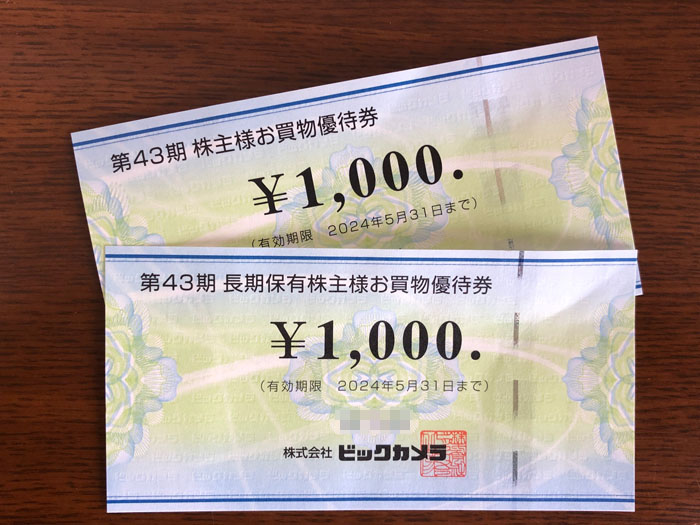 第43期 株主様お買物優待券
¥1,000.
(有効期限 2024年5月31日まで)
第43期 長期保有株主様お買物優待券
¥1,000.
(有効期限 2024年5月31日まで)
株式会社 ビックカメラ